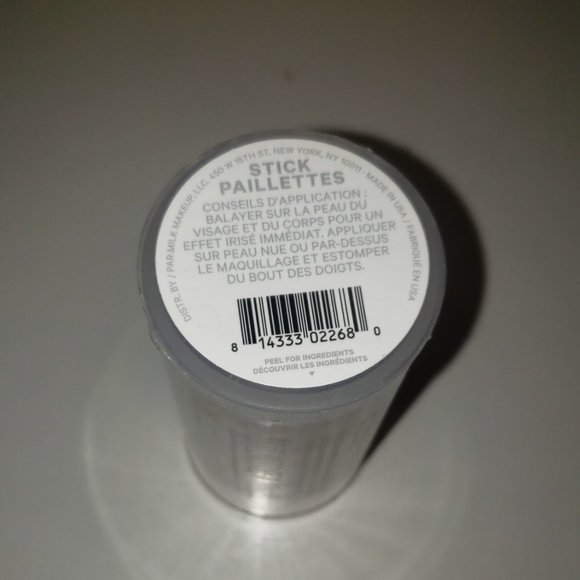 DISTR. BY / PAR MILK MAKEUP, LLC, 450 W 15TH ST, NEW YORK, NY 10011 · MADE IN USA / FABRIQUÉ EN USA
STICK
PAILLETTES
CONSEILS D'APPLICATION :
BALAYER SUR LA PEAU DU
VISAGE ET DU CORPS POUR UN
EFFET IRISÉ IMMÉDIAT. APPLIQUER
SUR PEAU NUE OU PAR-DESSUS
LE MAQUILLAGE ET ESTOMPER
DU BOUT DES DOIGTS.
8 14333 02268 0
PEEL FOR INGREDIENTS
DÉCOUVRIR LES INGRÉDIENTS